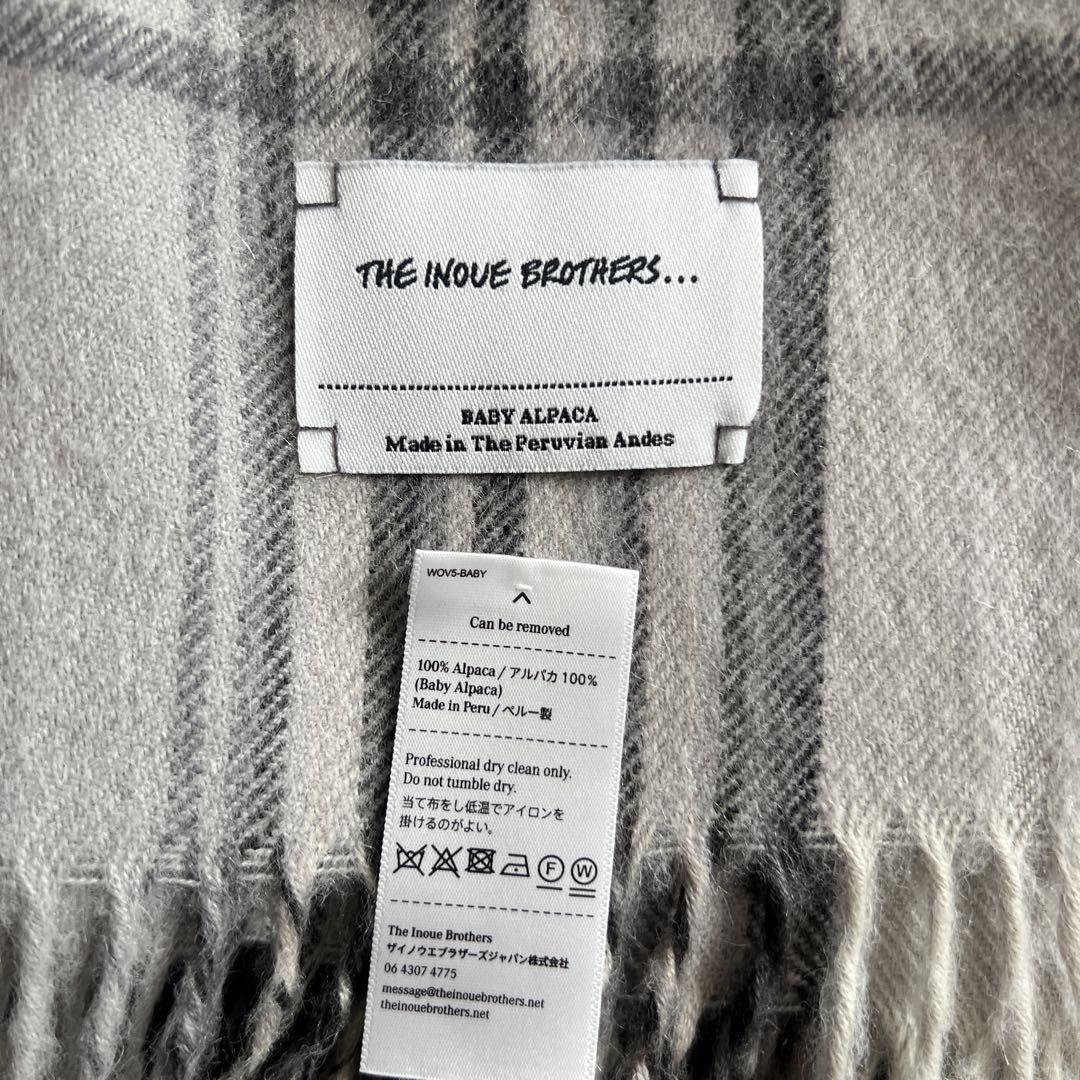 THE INOUE BROTHERS...
BABY ALPACA
Made in The Peruvian Andes
WOV5-BABY
Can be removed
100% Alpaca / アルパカ 100%
(Baby Alpaca)
Made in Peru / ペルー製
Professional dry clean only.
Do not tumble dry.
当て布をし低温でアイロンを
掛けるのがよい。
F W
The Inoue Brothers
ザイノウエブラザーズジャパン株式会社
06 4307 4775
message@theinouebrothers.net
theinouebrothers.net